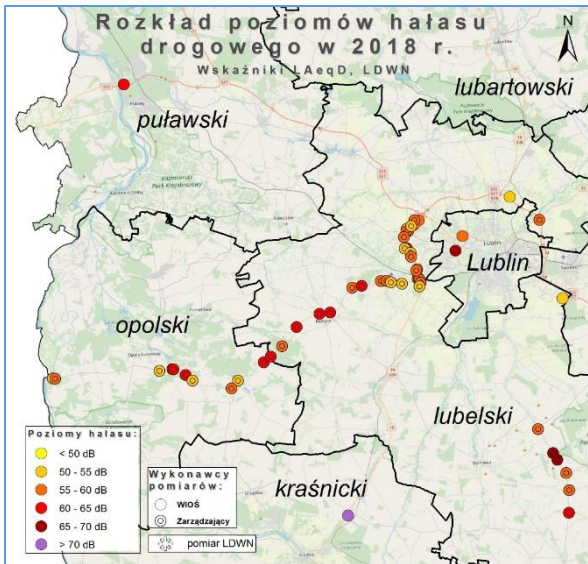 Rozkład poziomów hałasu
drogowego w 2018 r.
Wskaźniki LAeqD, LDWN
N
lubartowski
puławski
Lublin
Lublin
opolski
lubelski
kraśnicki
Poziomy hałasu:
< 50 dB
50 - 55 dB
55 - 60 dB
60 - 65 dB
65 - 70 dB
> 70 dB
Wykonawcy
pomiarów:
WIOŚ
Zarządzający
pomiar LDWN